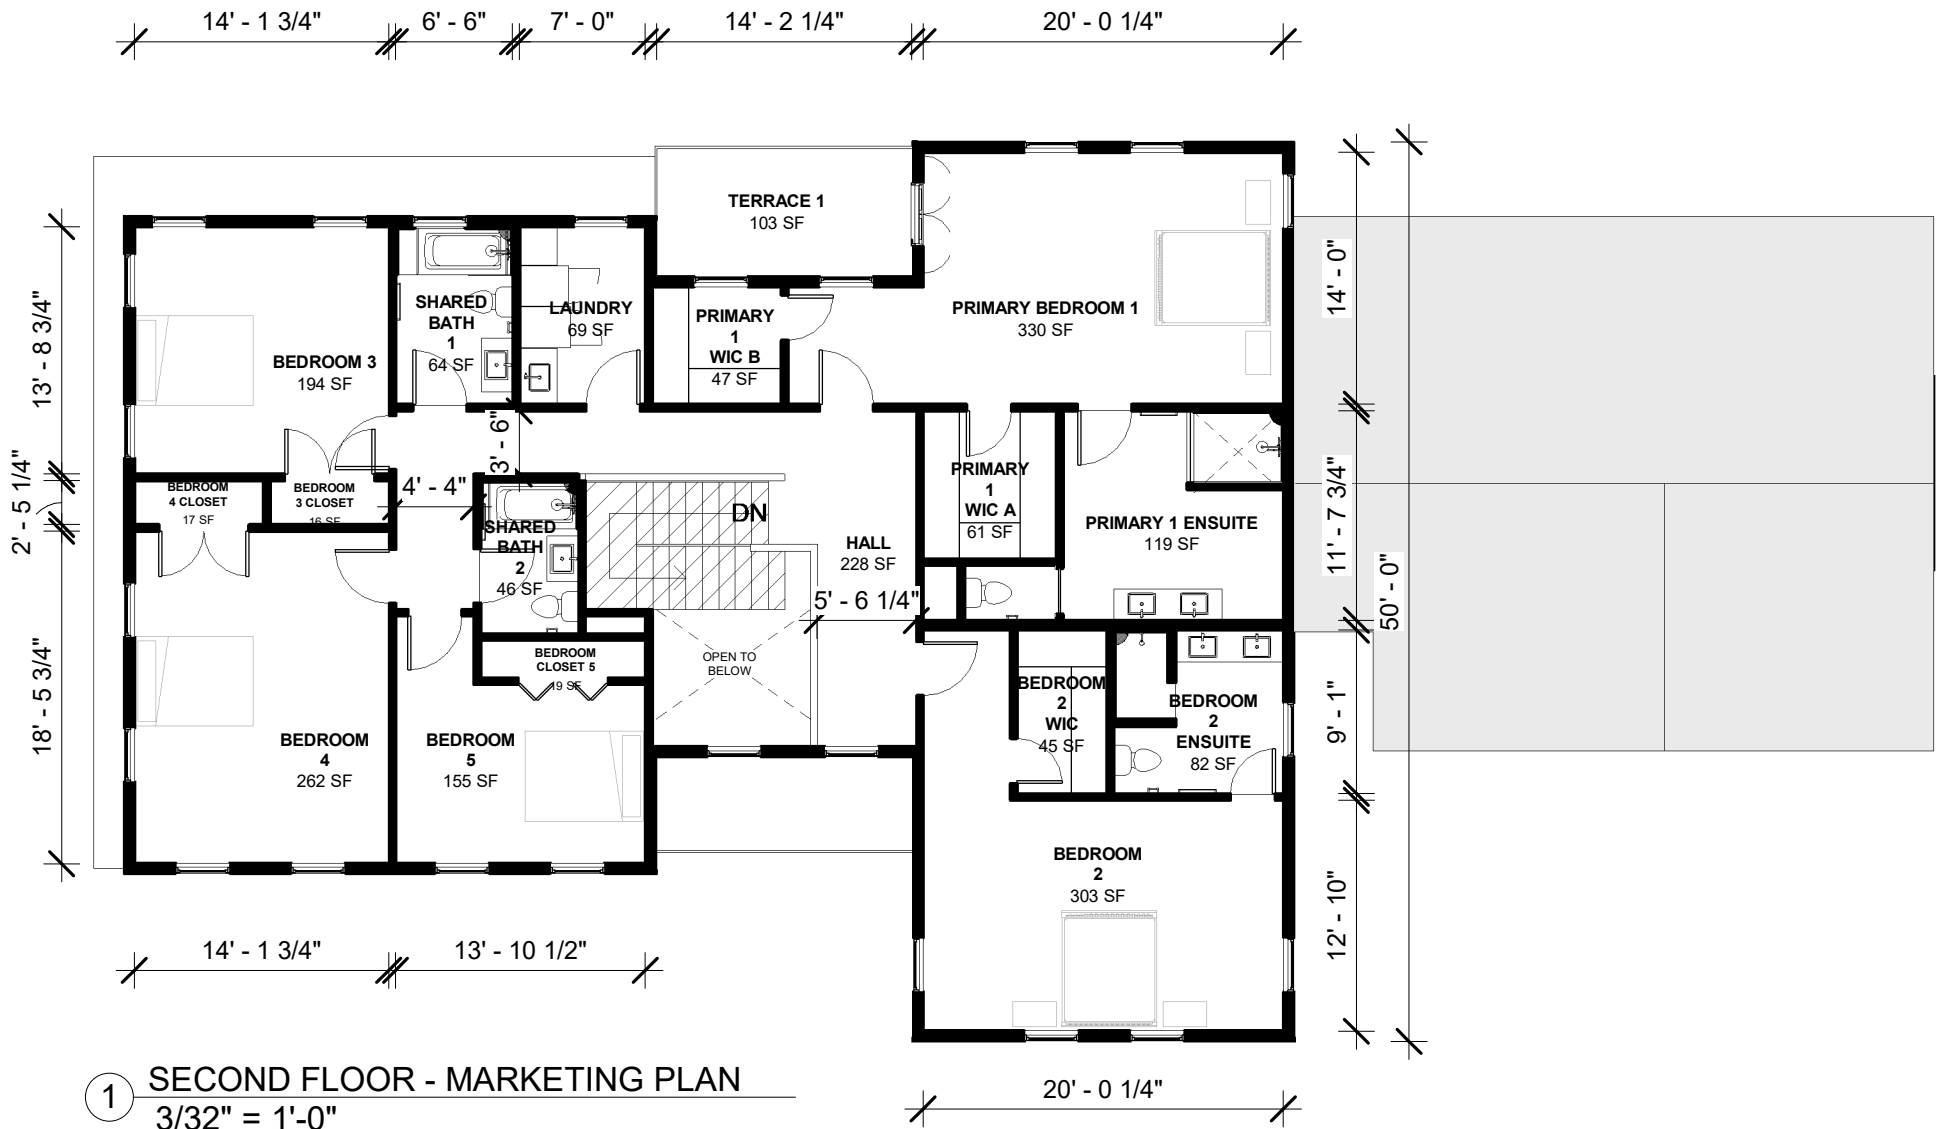 14' - 1 3/4"
6' - 6"
7' - 0"
14' - 2 1/4"
20' - 0 1/4"
TERRACE 1
103 SF
PRIMARY BEDROOM 1
330 SF
14' - 0"
13' - 8 3/4"
BEDROOM 3
194 SF
SHARED
BATH
1
64 SF
LAUNDRY
69 SF
PRIMARY
1
WIC B
47 SF
3' - 6"
2' - 5 1/4"
BEDROOM
4 CLOSET
17 SF
BEDROOM
3 CLOSET
16 SF
4' - 4"
SHARED
BATH
2
46 SF
DN
HALL
228 SF
5' - 6 1/4"
PRIMARY
1
WIC A
61 SF
PRIMARY 1 ENSUITE
119 SF
11' - 7 3/4"
50' - 0"
18' - 5 3/4"
BEDROOM
4
262 SF
BEDROOM
CLOSET 5
19 SF
BEDROOM
5
155 SF
OPEN TO
BELOW
BEDROOM
2
WIC
45 SF
BEDROOM
2
ENSUITE
82 SF
9' - 1"
BEDROOM
2
303 SF
12' - 10"
14' - 1 3/4"
13' - 10 1/2"
20' - 0 1/4"
1
SECOND FLOOR - MARKETING PLAN
3/32" = 1'-0"